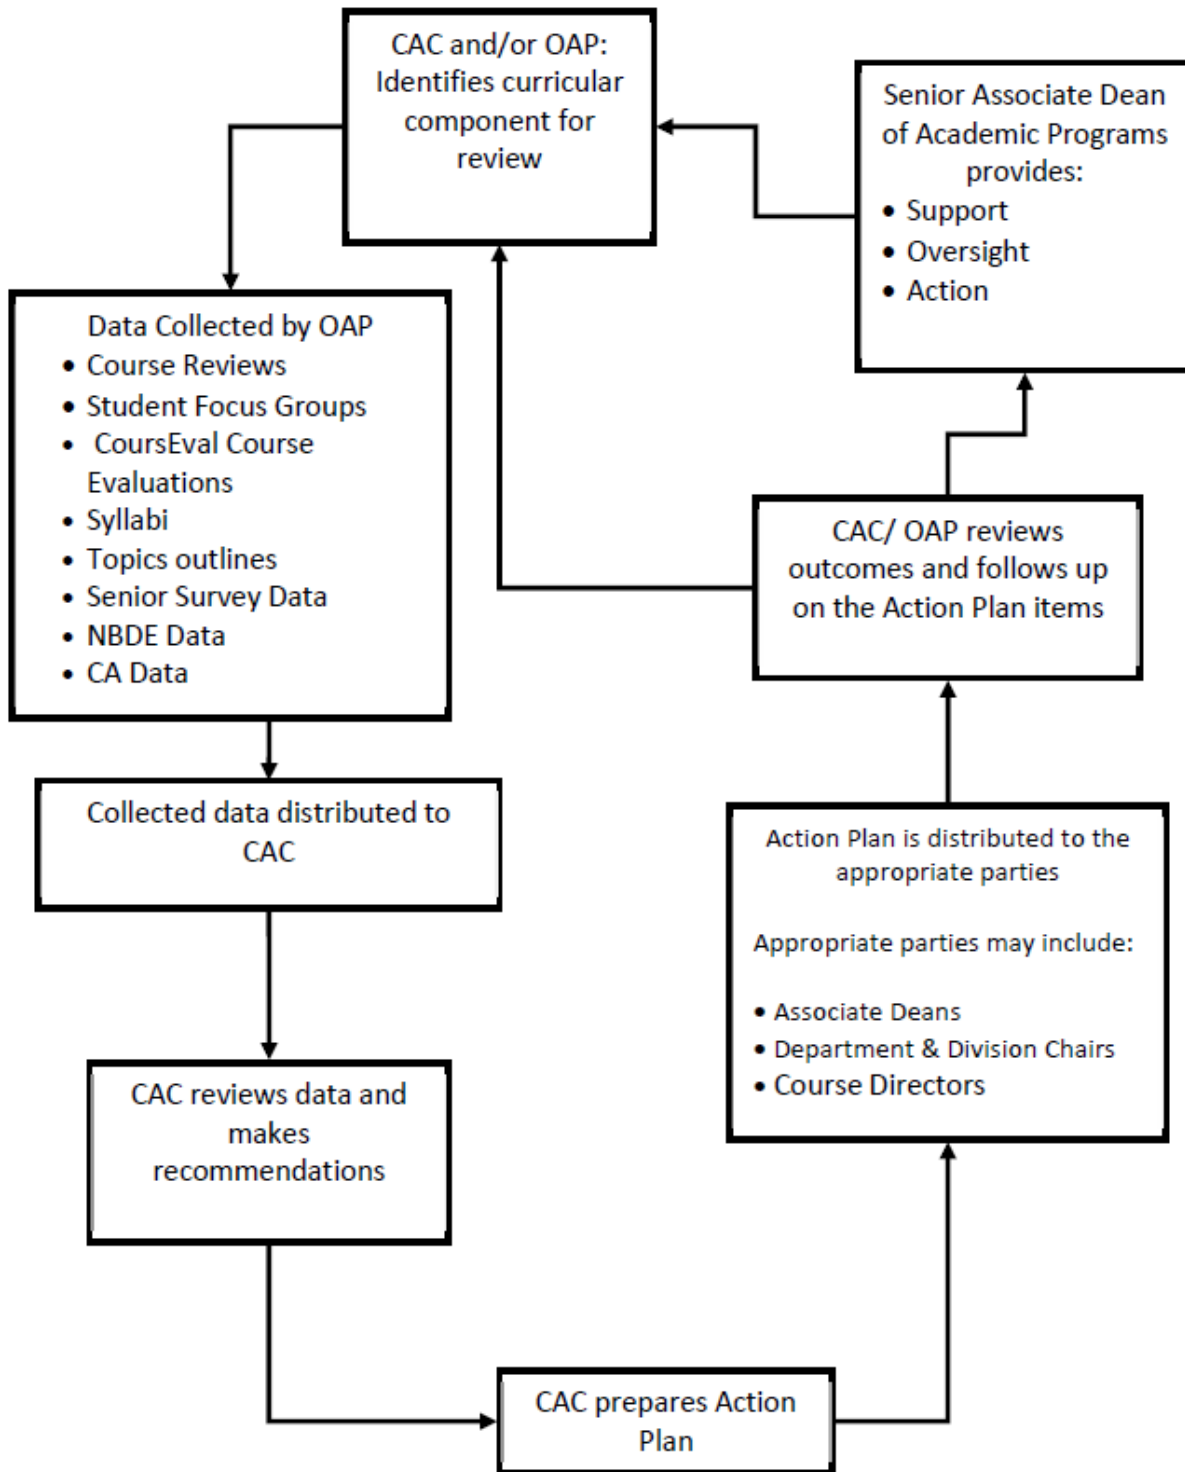 CAC and/or OAP:
Identifies curricular
component for
review
Senior Associate Dean
of Academic Programs
provides:
• Support
• Oversight
• Action
Data Collected by OAP
• Course Reviews
• Student Focus Groups
• CoursEval Course
Evaluations
• Syllabi
• Topics outlines
• Senior Survey Data
• NBDE Data
• CA Data
CAC/ OAP reviews
outcomes and follows up
on the Action Plan items
Collected data distributed to
CAC
Action Plan is distributed to the
appropriate parties
Appropriate parties may include:
• Associate Deans
• Department & Division Chairs
• Course Directors
CAC reviews data and
makes
recommendations
CAC prepares Action
Plan